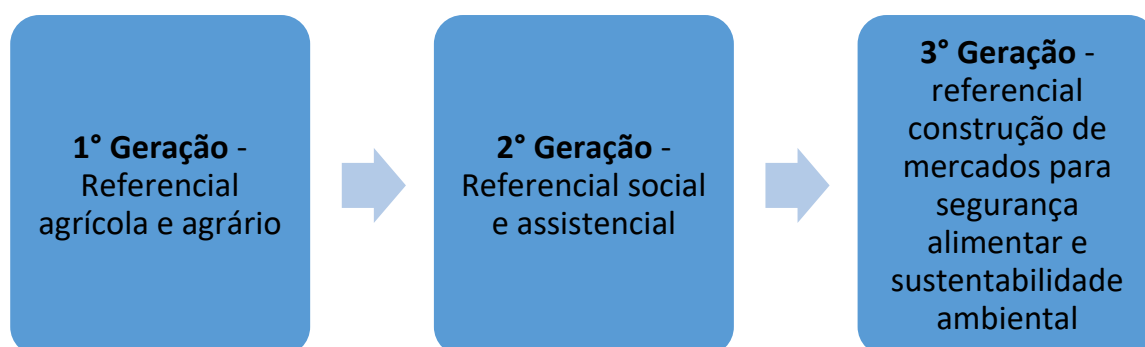 1° Geração -
Referencial
agrícola e agrário
2° Geração -
Referencial social
e assistencial
3° Geração -
referencial
construção de
mercados para
segurança
alimentar e
sustentabilidade
ambiental